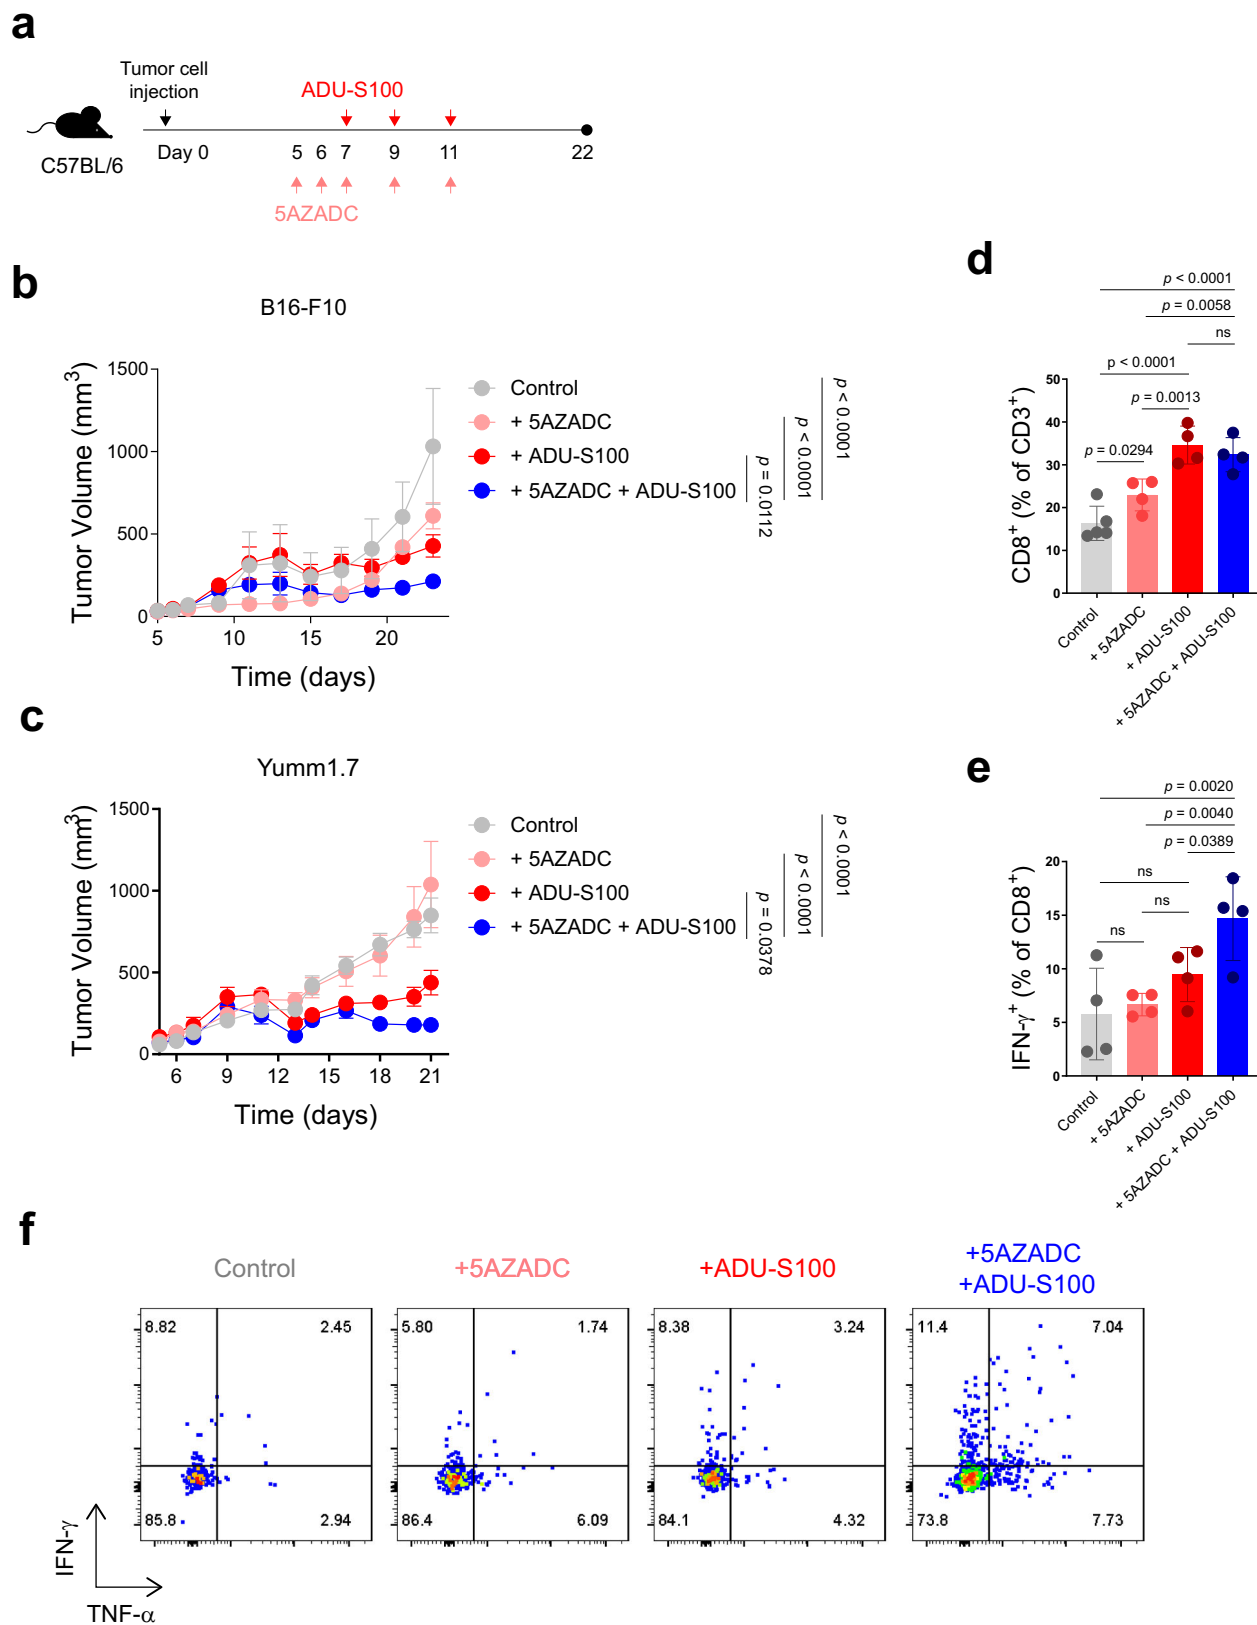 a
Tumor cell
injection
ADU-S100
C57BL/6
Day 0
5
6
7
9
11
22
5AZADC
b
B16-F10
Tumor Volume (mm³)
1500
1000
500
0
5
10
15
20
Time (days)
Control
+ 5AZADC
+ ADU-S100
+ 5AZADC + ADU-S100
p = 0.0112
p < 0.0001
p < 0.0001
c
Yumm1.7
Tumor Volume (mm³)
1500
1000
500
0
6
9
12
15
18
21
Time (days)
Control
+ 5AZADC
+ ADU-S100
+ 5AZADC + ADU-S100
p = 0.0378
p < 0.0001
p < 0.0001
d
p < 0.0001
p = 0.0058
ns
p < 0.0001
p = 0.0013
p = 0.0294
CD8⁺ (% of CD3⁺)
50
40
30
20
10
0
Control
+ 5AZADC
+ ADU-S100
+ 5AZADC + ADU-S100
e
p = 0.0020
p = 0.0040
p = 0.0389
ns
ns
ns
IFN-γ⁺ (% of CD8⁺)
20
15
10
5
0
Control
+ 5AZADC
+ ADU-S100
+ 5AZADC + ADU-S100
f
Control
+5AZADC
+ADU-S100
+5AZADC
+ADU-S100
8.82
2.45
85.8
2.94
5.80
1.74
86.4
6.09
8.38
3.24
84.1
4.32
11.4
7.04
73.8
7.73
IFN-γ
TNF-α